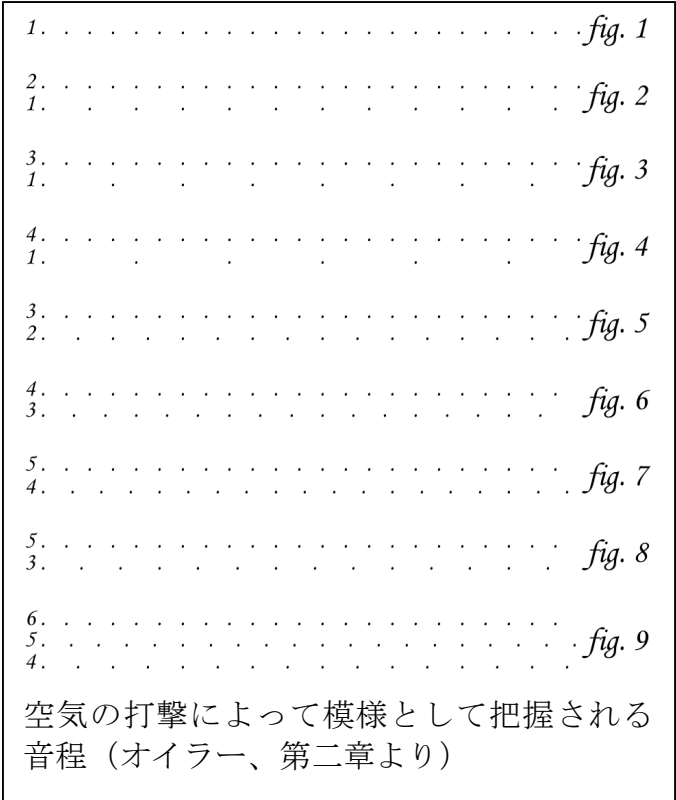 1. fig. 1
2.
1. fig. 2
3.
1. fig. 3
4.
1. fig. 4
3.
2. fig. 5
4.
3. fig. 6
5.
4. fig. 7
5.
3. fig. 8
6.
5. fig. 9
4.
空気の打撃によって模様として把握される
音程（オイラー、第二章より）